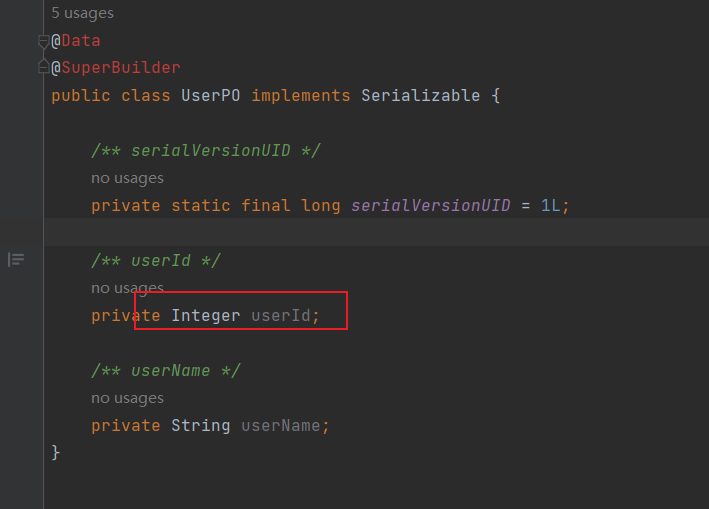 5 usages
@Data
@SuperBuilder
public class UserPO implements Serializable {
/** serialVersionUID */
no usages
private static final long serialVersionUID = 1L;
/** userId */
no usages
private Integer userId;
/** userName */
no usages
private String userName;
}